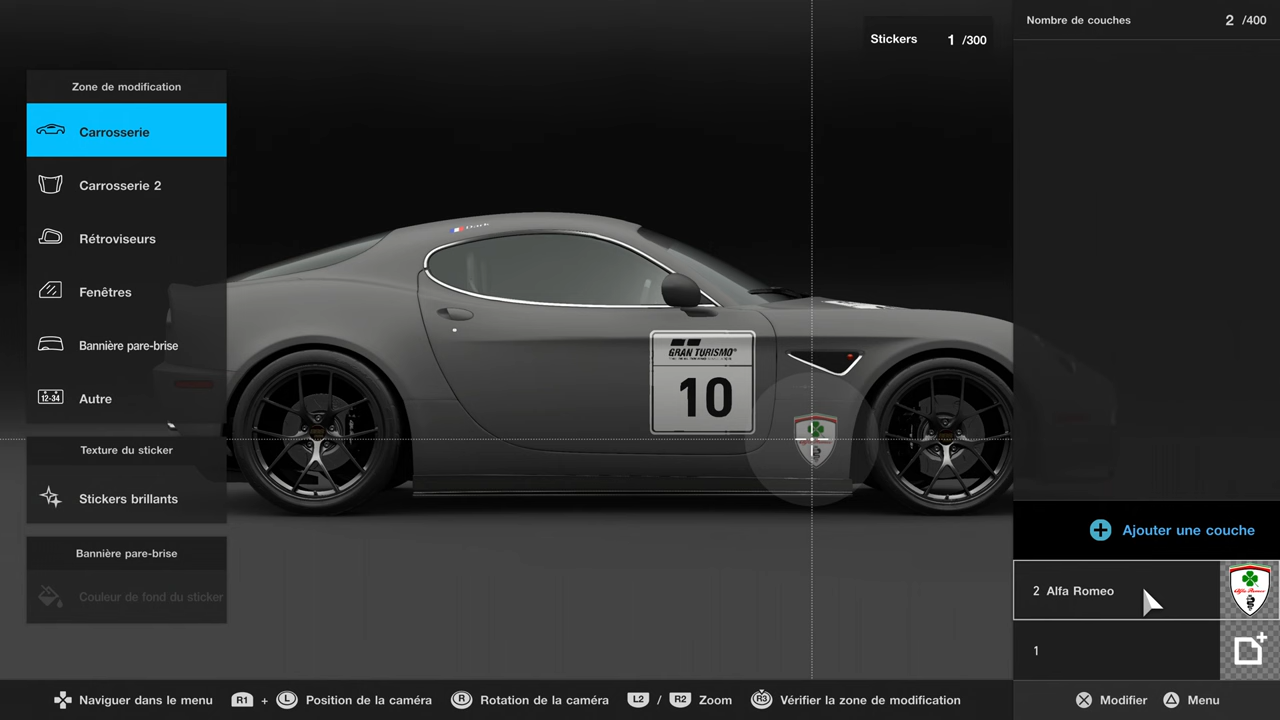 Nombre de couches 2 /400
Stickers 1 /300
Zone de modification
Carrosserie
Carrosserie 2
Rétroviseurs
Fenêtres
Bannière pare-brise
12-34 Autre
Texture du sticker
Stickers brillants
Bannière pare-brise
Couleur de fond du sticker
GRAN TURISMO
10
Ajouter une couche
2 Alfa Romeo
Alfa Romeo
1
Naviguer dans le menu R1 + L Position de la caméra R Rotation de la caméra L2 / R2 Zoom R3 Vérifier la zone de modification Modifier Menu